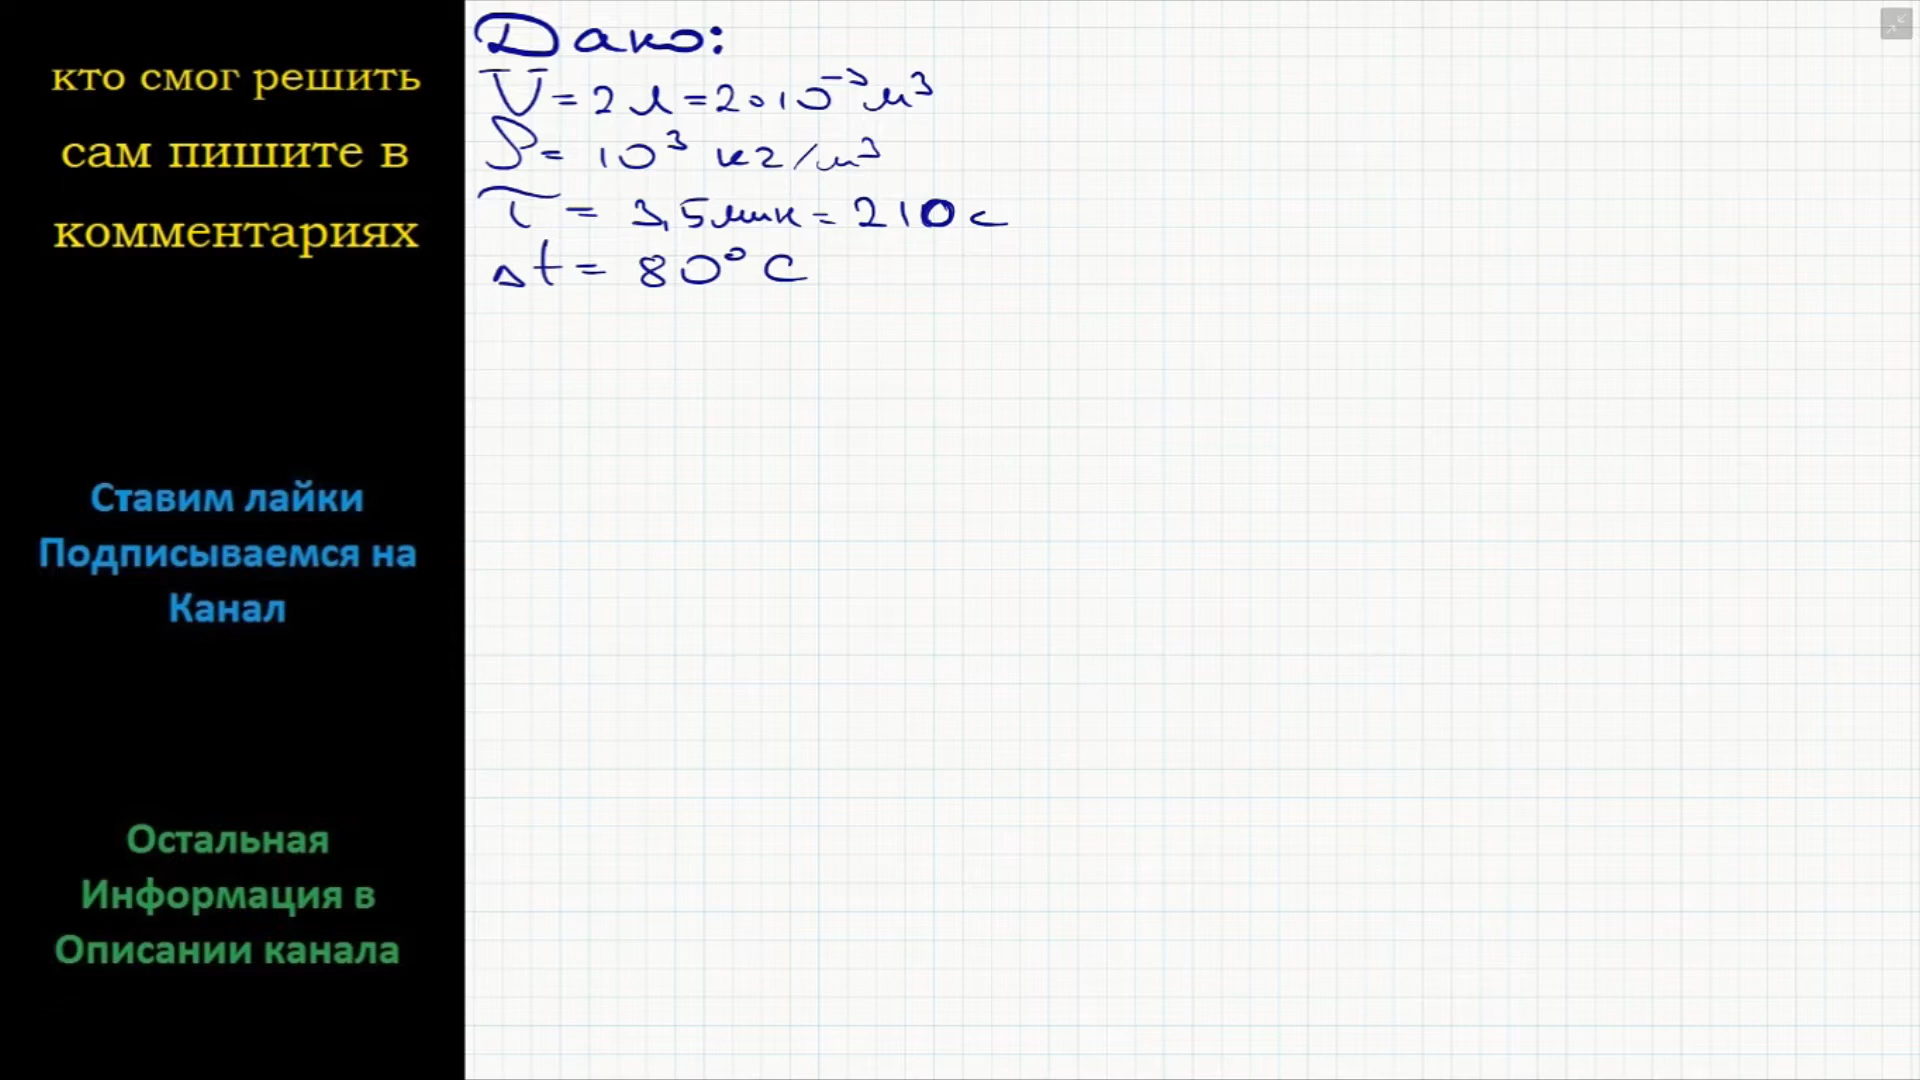 кто смог решить
сам пишите в
комментариях
Ставим лайки
Подписываемся на
Канал
Остальная
Информация в
Описании канала
Дано:
V = 2 л = 2∘10⁻³ м³
ρ = 10³ кг/м³
τ = 3,5 мин = 210 с
Δt = 80° C